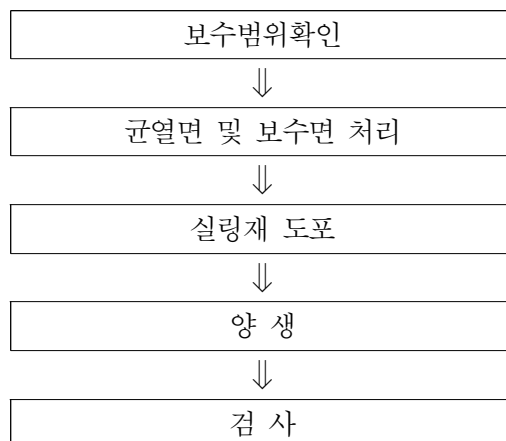 보수범위확인
⇓
균열면 및 보수면 처리
⇓
실링재 도포
⇓
양 생
⇓
검 사